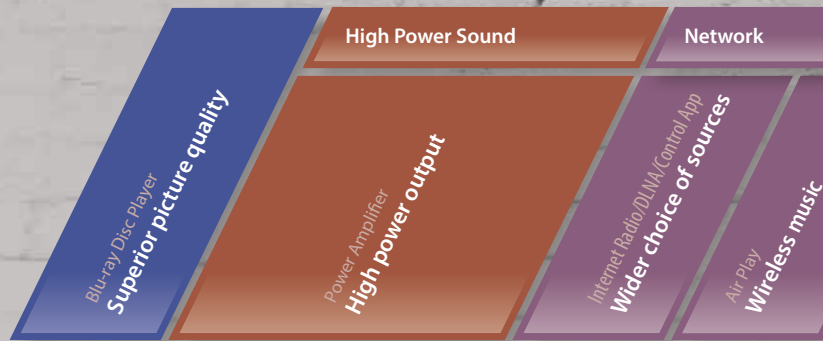 High Power Sound
Network
Blu-ray Disc Player
Superior picture quality
Power Amplifier
High power output
Internet Radio/DLNA/Control App
Wider choice of sources
Air Play
Wireless music